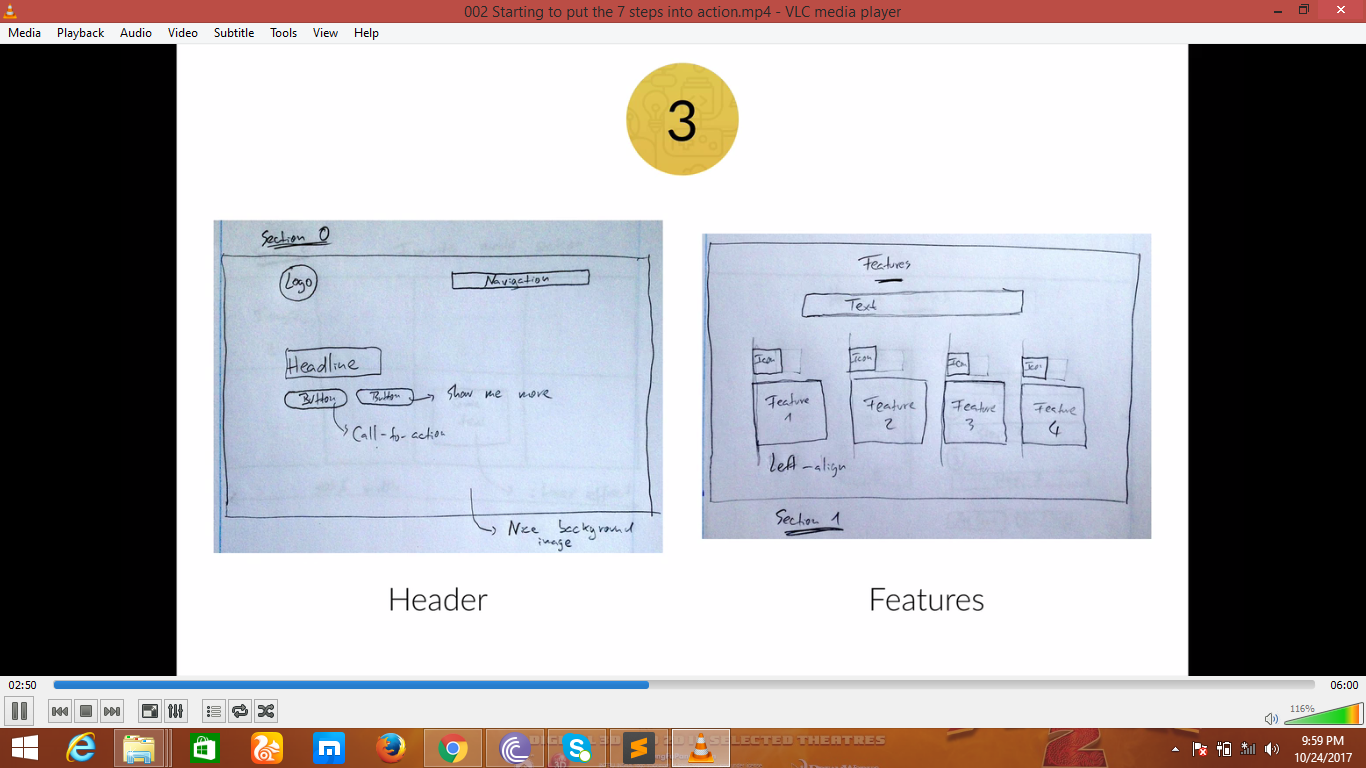 002 Starting to put the 7 steps into action.mp4 - VLC media player
Media Playback Audio Video Subtitle Tools View Help
3
Section 0
Logo
Navigation
Headline
Button Button Show me more
Call-to-action
Nice background
image
Header
Features
Text
Icon Icon Icon Icon
Feature Feature Feature Feature
1 2 3 4
Left-align
Section 1
Features
02:50 06:00
116%
DIGITAL 3D SELECTED THEATRES
2
9:59 PM
10/24/2017